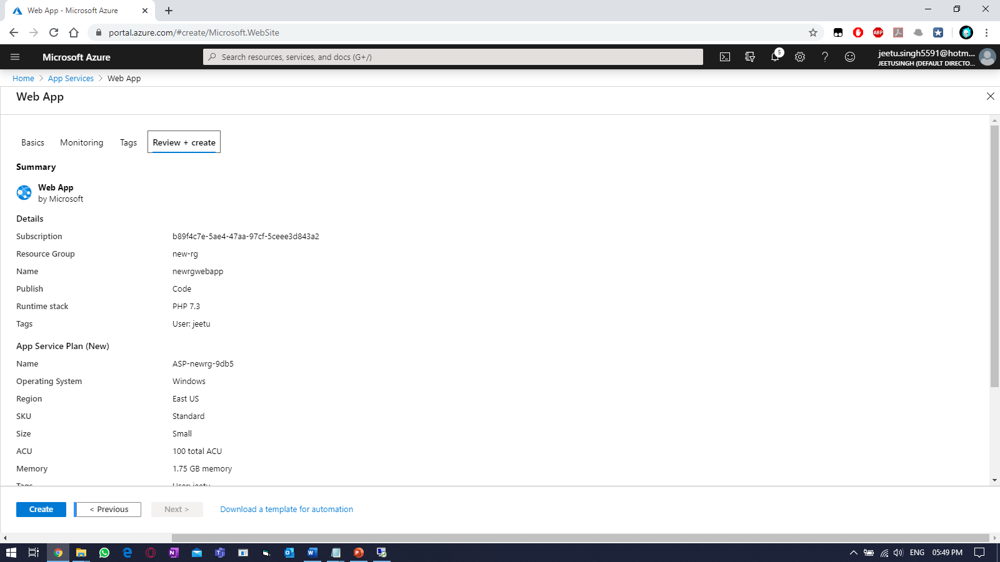 Web App - Microsoft Azure
portal.azure.com/#create/Microsoft.WebSite
ABP
Microsoft Azure
Search resources, services, and docs (G+/)
5
jeetu.singh5591@hotm...
JEETUSINGH (DEFAULT DIRECTO...
Home > App Services > Web App
Web App
Basics Monitoring Tags Review + create
Summary
Web App
by Microsoft
Details
Subscription b89f4c7e-5ae4-47aa-97cf-5ceee3d843a2
Resource Group new-rg
Name newrgwebapp
Publish Code
Runtime stack PHP 7.3
Tags User: jeetu
App Service Plan (New)
Name ASP-newrg-9db5
Operating System Windows
Region East US
SKU Standard
Size Small
ACU 100 total ACU
Memory 1.75 GB memory
Tags User: jeetu
Create < Previous Next > Download a template for automation
ENG 05:49 PM